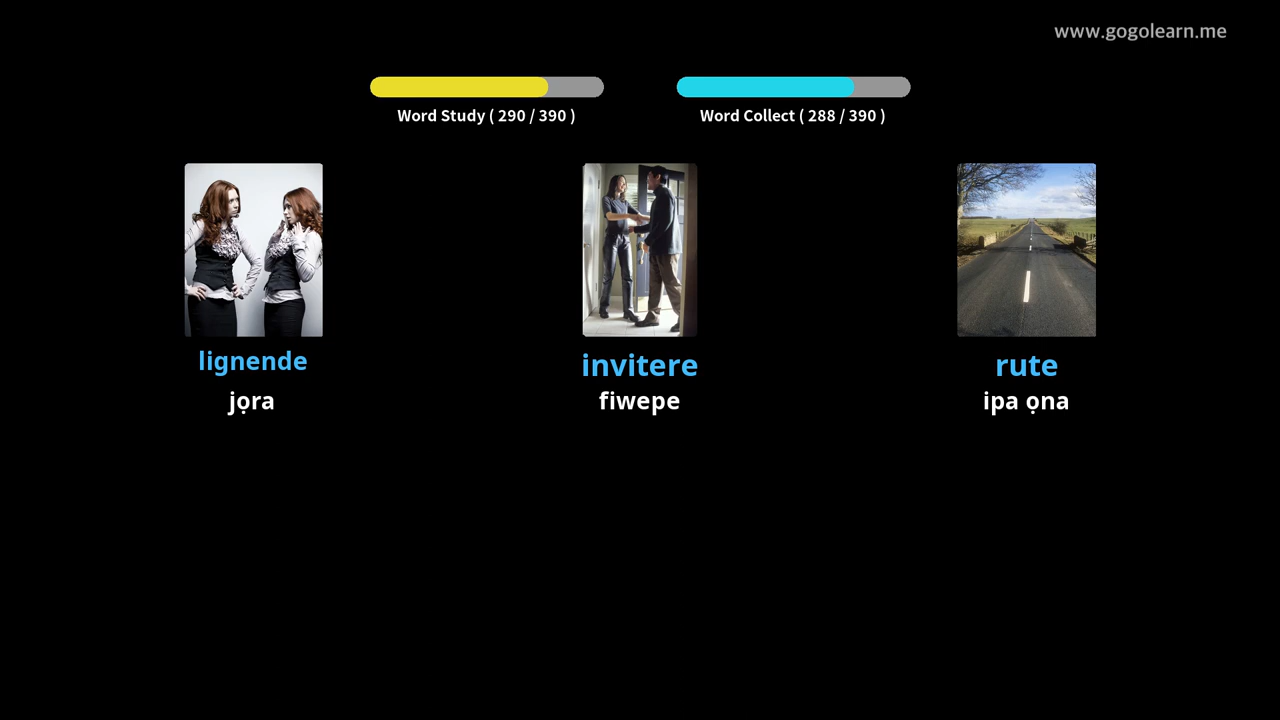 www.gogolearn.me
Word Study ( 290 / 390 )
Word Collect ( 288 / 390 )
lignende
jọra
invitere
fiwepe
rute
ipa ọna